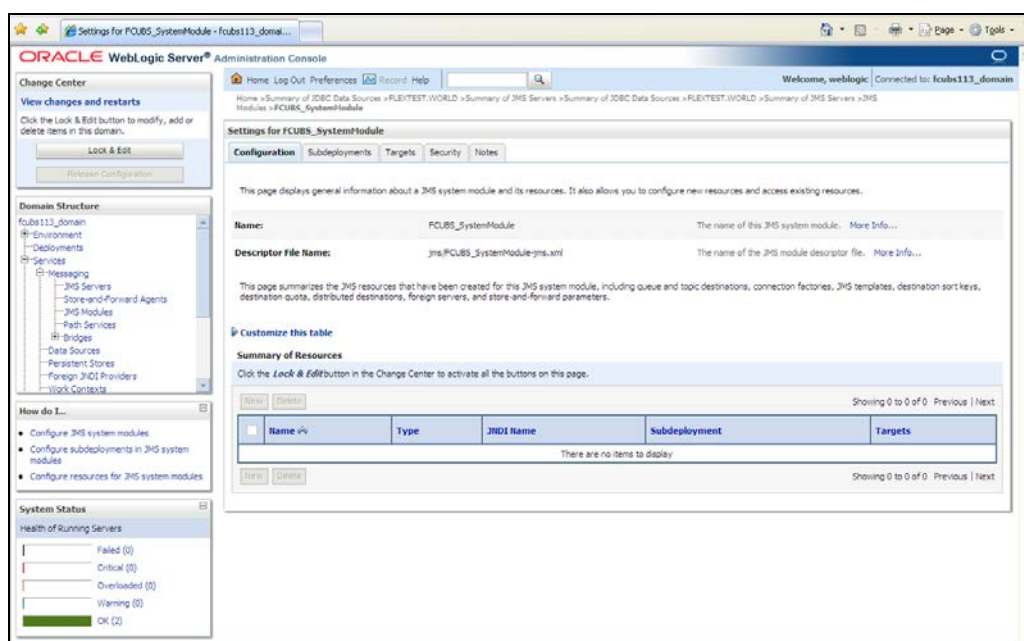 Settings for FCUBS_SystemModule - fcubs113_domai...
Page
Tools
ORACLE WebLogic Server® Administration Console
Change Center
View changes and restarts
Click the Lock & Edit button to modify, add or
delete items in this domain.
Lock & Edit
Release Configuration
Domain Structure
fcubs113_domain
Environment
Deployments
Services
Messaging
JMS Servers
Store-and-Forward Agents
JMS Modules
Path Services
Bridges
Data Sources
Persistent Stores
Foreign JNDI Providers
Work Contexts
How do I...
Configure JMS system modules
Configure subdeployments in JMS system
modules
Configure resources for JMS system modules
System Status
Health of Running Servers
Failed (0)
Critical (0)
Overloaded (0)
Warning (0)
OK (2)
Home Log Out Preferences Record Help
Welcome, weblogic Connected to: fcubs113_domain
Home >Summary of JDBC Data Sources >FLEXTEST.WORLD >Summary of JMS Servers >Summary of JDBC Data Sources >FLEXTEST.WORLD >Summary of JMS Servers >JMS
Modules >FCUBS_SystemModule
Settings for FCUBS_SystemModule
Configuration Subdeployments Targets Security Notes
This page displays general information about a JMS system module and its resources. It also allows you to configure new resources and access existing resources.
Name: FCUBS_SystemModule The name of this JMS system module. More Info...
Descriptor File Name: jms/FCUBS_SystemModule-jms.xml The name of the JMS module descriptor file. More Info...
This page summarizes the JMS resources that have been created for this JMS system module, including queue and topic destinations, connection factories, JMS templates, destination sort keys,
destination quota, distributed destinations, foreign servers, and store-and-forward parameters.
Customize this table
Summary of Resources
Click the Lock & Edit button in the Change Center to activate all the buttons on this page.
New Delete Showing 0 to 0 of 0 Previous | Next
Name Type JNDI Name Subdeployment Targets
There are no items to display
New Delete Showing 0 to 0 of 0 Previous | Next